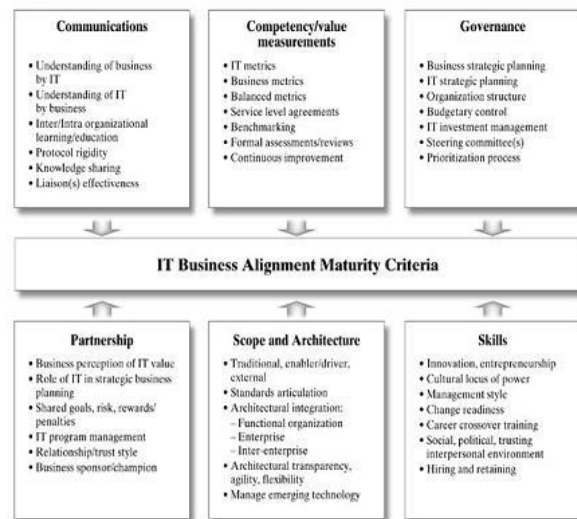 Communications
• Understanding of business
by IT
• Understanding of IT
by business
• Inter/Intra organizational
learning/education
• Protocol rigidity
• Knowledge sharing
• Liaison(s) effectiveness
Competency/value
measurements
• IT metrics
• Business metrics
• Balanced metrics
• Service level agreements
• Benchmarking
• Formal assessments/reviews
• Continuous improvement
Governance
• Business strategic planning
• IT strategic planning
• Organization structure
• Budgetary control
• IT investment management
• Steering committee(s)
• Prioritization process
IT Business Alignment Maturity Criteria
Partnership
• Business perception of IT value
• Role of IT in strategic business
planning
• Shared goals, risk, rewards/
penalties
• IT program management
• Relationship/trust style
• Business sponsor/champion
Scope and Architecture
• Traditional, enabler/driver,
external
• Standards articulation
• Architectural integration:
– Functional organization
– Enterprise
– Inter-enterprise
• Architectural transparency,
agility, flexibility
• Manage emerging technology
Skills
• Innovation, entrepreneurship
• Cultural locus of power
• Management style
• Change readiness
• Career crossover training
• Social, political, trusting
interpersonal environment
• Hiring and retaining